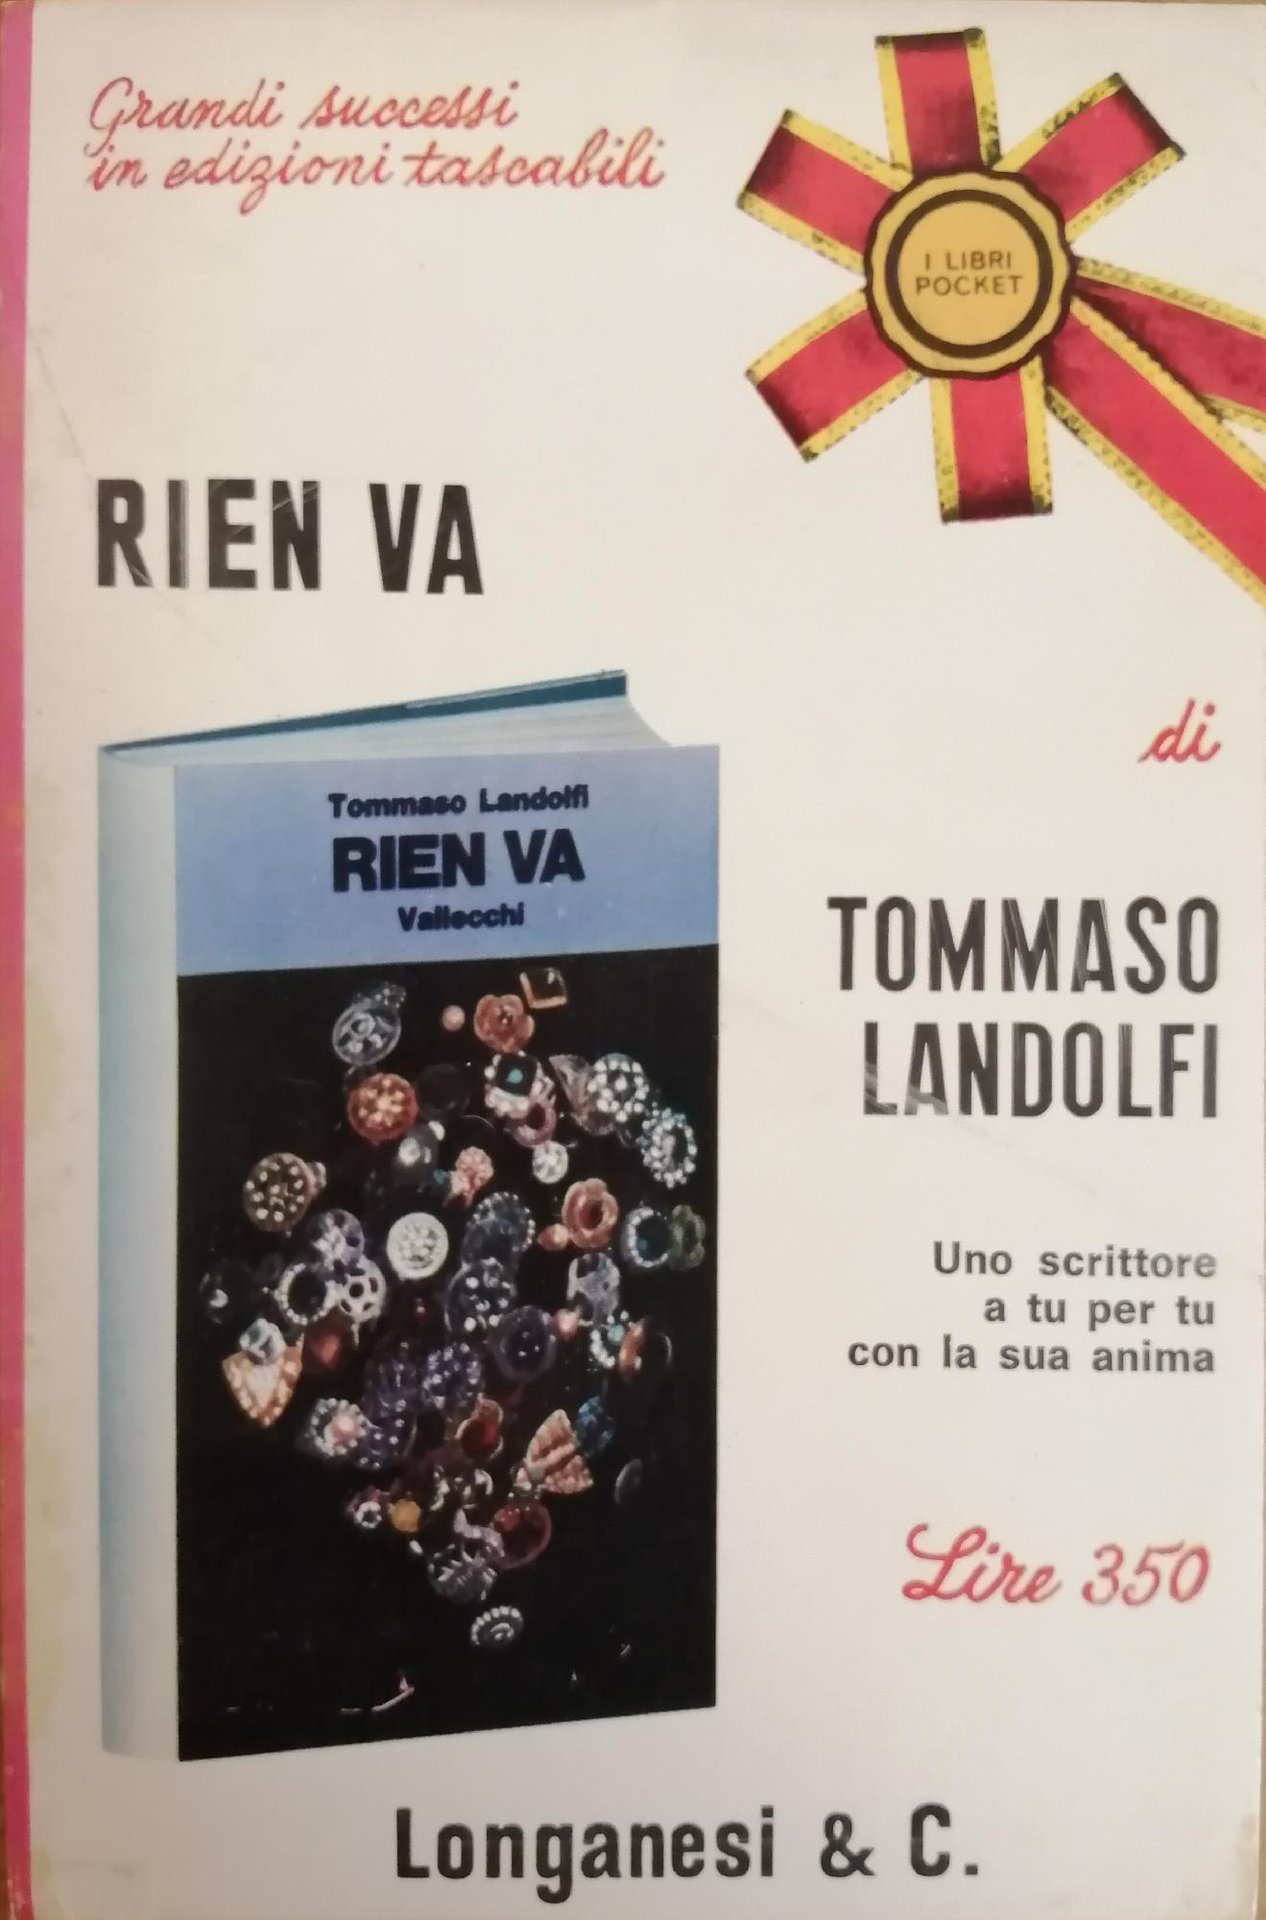 Grandi successi
in edizioni tascabili
I LIBRI
POCKET
RIEN VA
di
TOMMASO
LANDOLFI
Tommaso Landolfi
RIEN VA
Vallecchi
Uno scrittore
a tu per tu
con la sua anima
Lire 350
Longanesi & C.